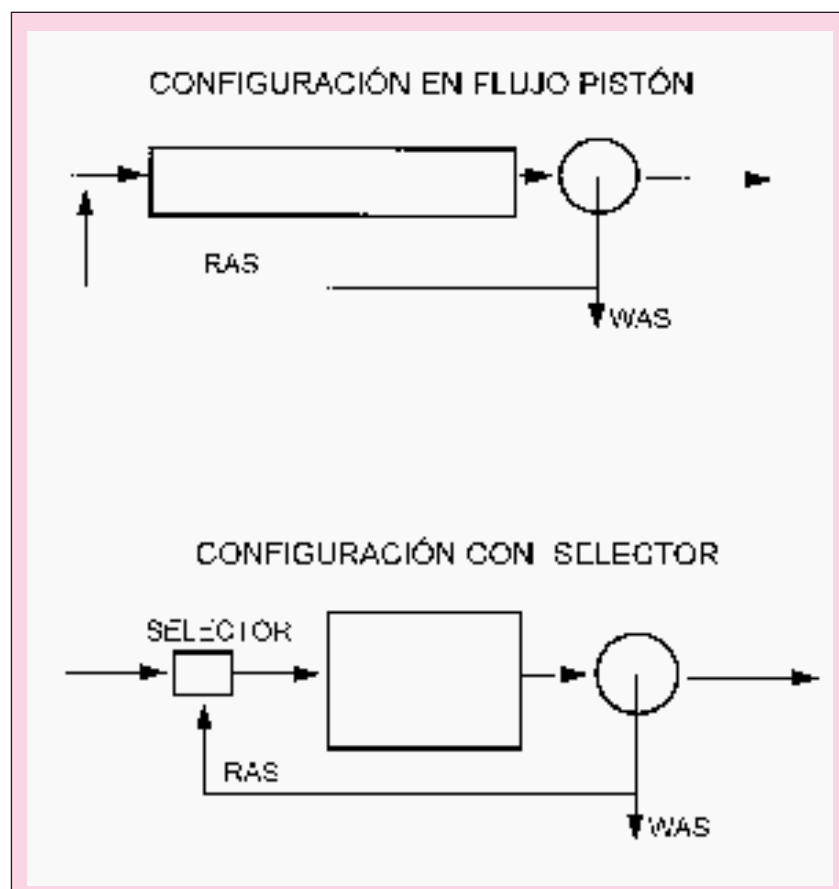 CONFIGURACIÓN EN FLUJO PISTÓN
RAS
WAS
CONFIGURACIÓN CON SELECTOR
SELECTOR
RAS
WAS